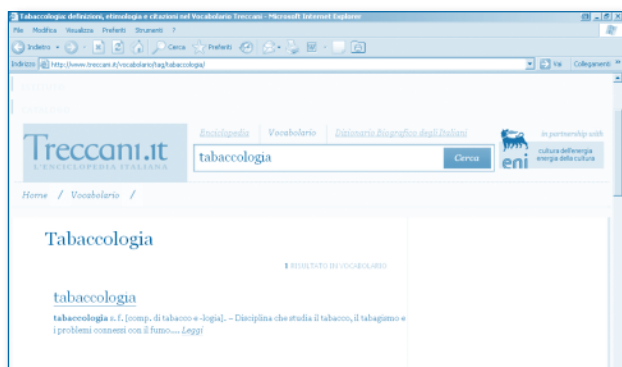 Tabaccologia: definizioni, etimologia e citazioni nel Vocabolario Treccani - Microsoft Internet Explorer
File Modifica Visualizza Preferiti Strumenti ?
Indietro Cerca Preferiti
Indirizzo http://www.treccani.it/vocabolario/tag/tabaccologia/ Vai Collegamenti »
Enciclopedia Vocabolario Dizionario Biografico degli Italiani
in partnership with
Treccani.it
L'ENCICLOPEDIA ITALIANA
tabaccologia Cerca
eni
cultura dell'energia
energia della cultura
Home / Vocabolario /
Tabaccologia
1 RISULTATO DI VOCABOLARIO
tabaccologia
tabaccologia s. f. [comp. di tabacco e -logia]. – Disciplina che studia il tabacco, il tabagismo e
i problemi connessi con il fumo.... Leggi